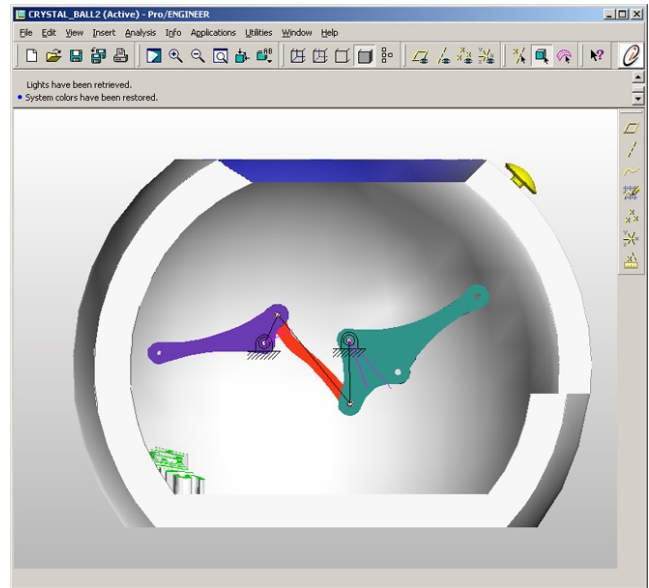 CRYSTAL_BALL2 (Active) - Pro/ENGINEER
File Edit View Insert Analysis Info Applications Utilities Window Help
Lights have been retrieved.
System colors have been restored.